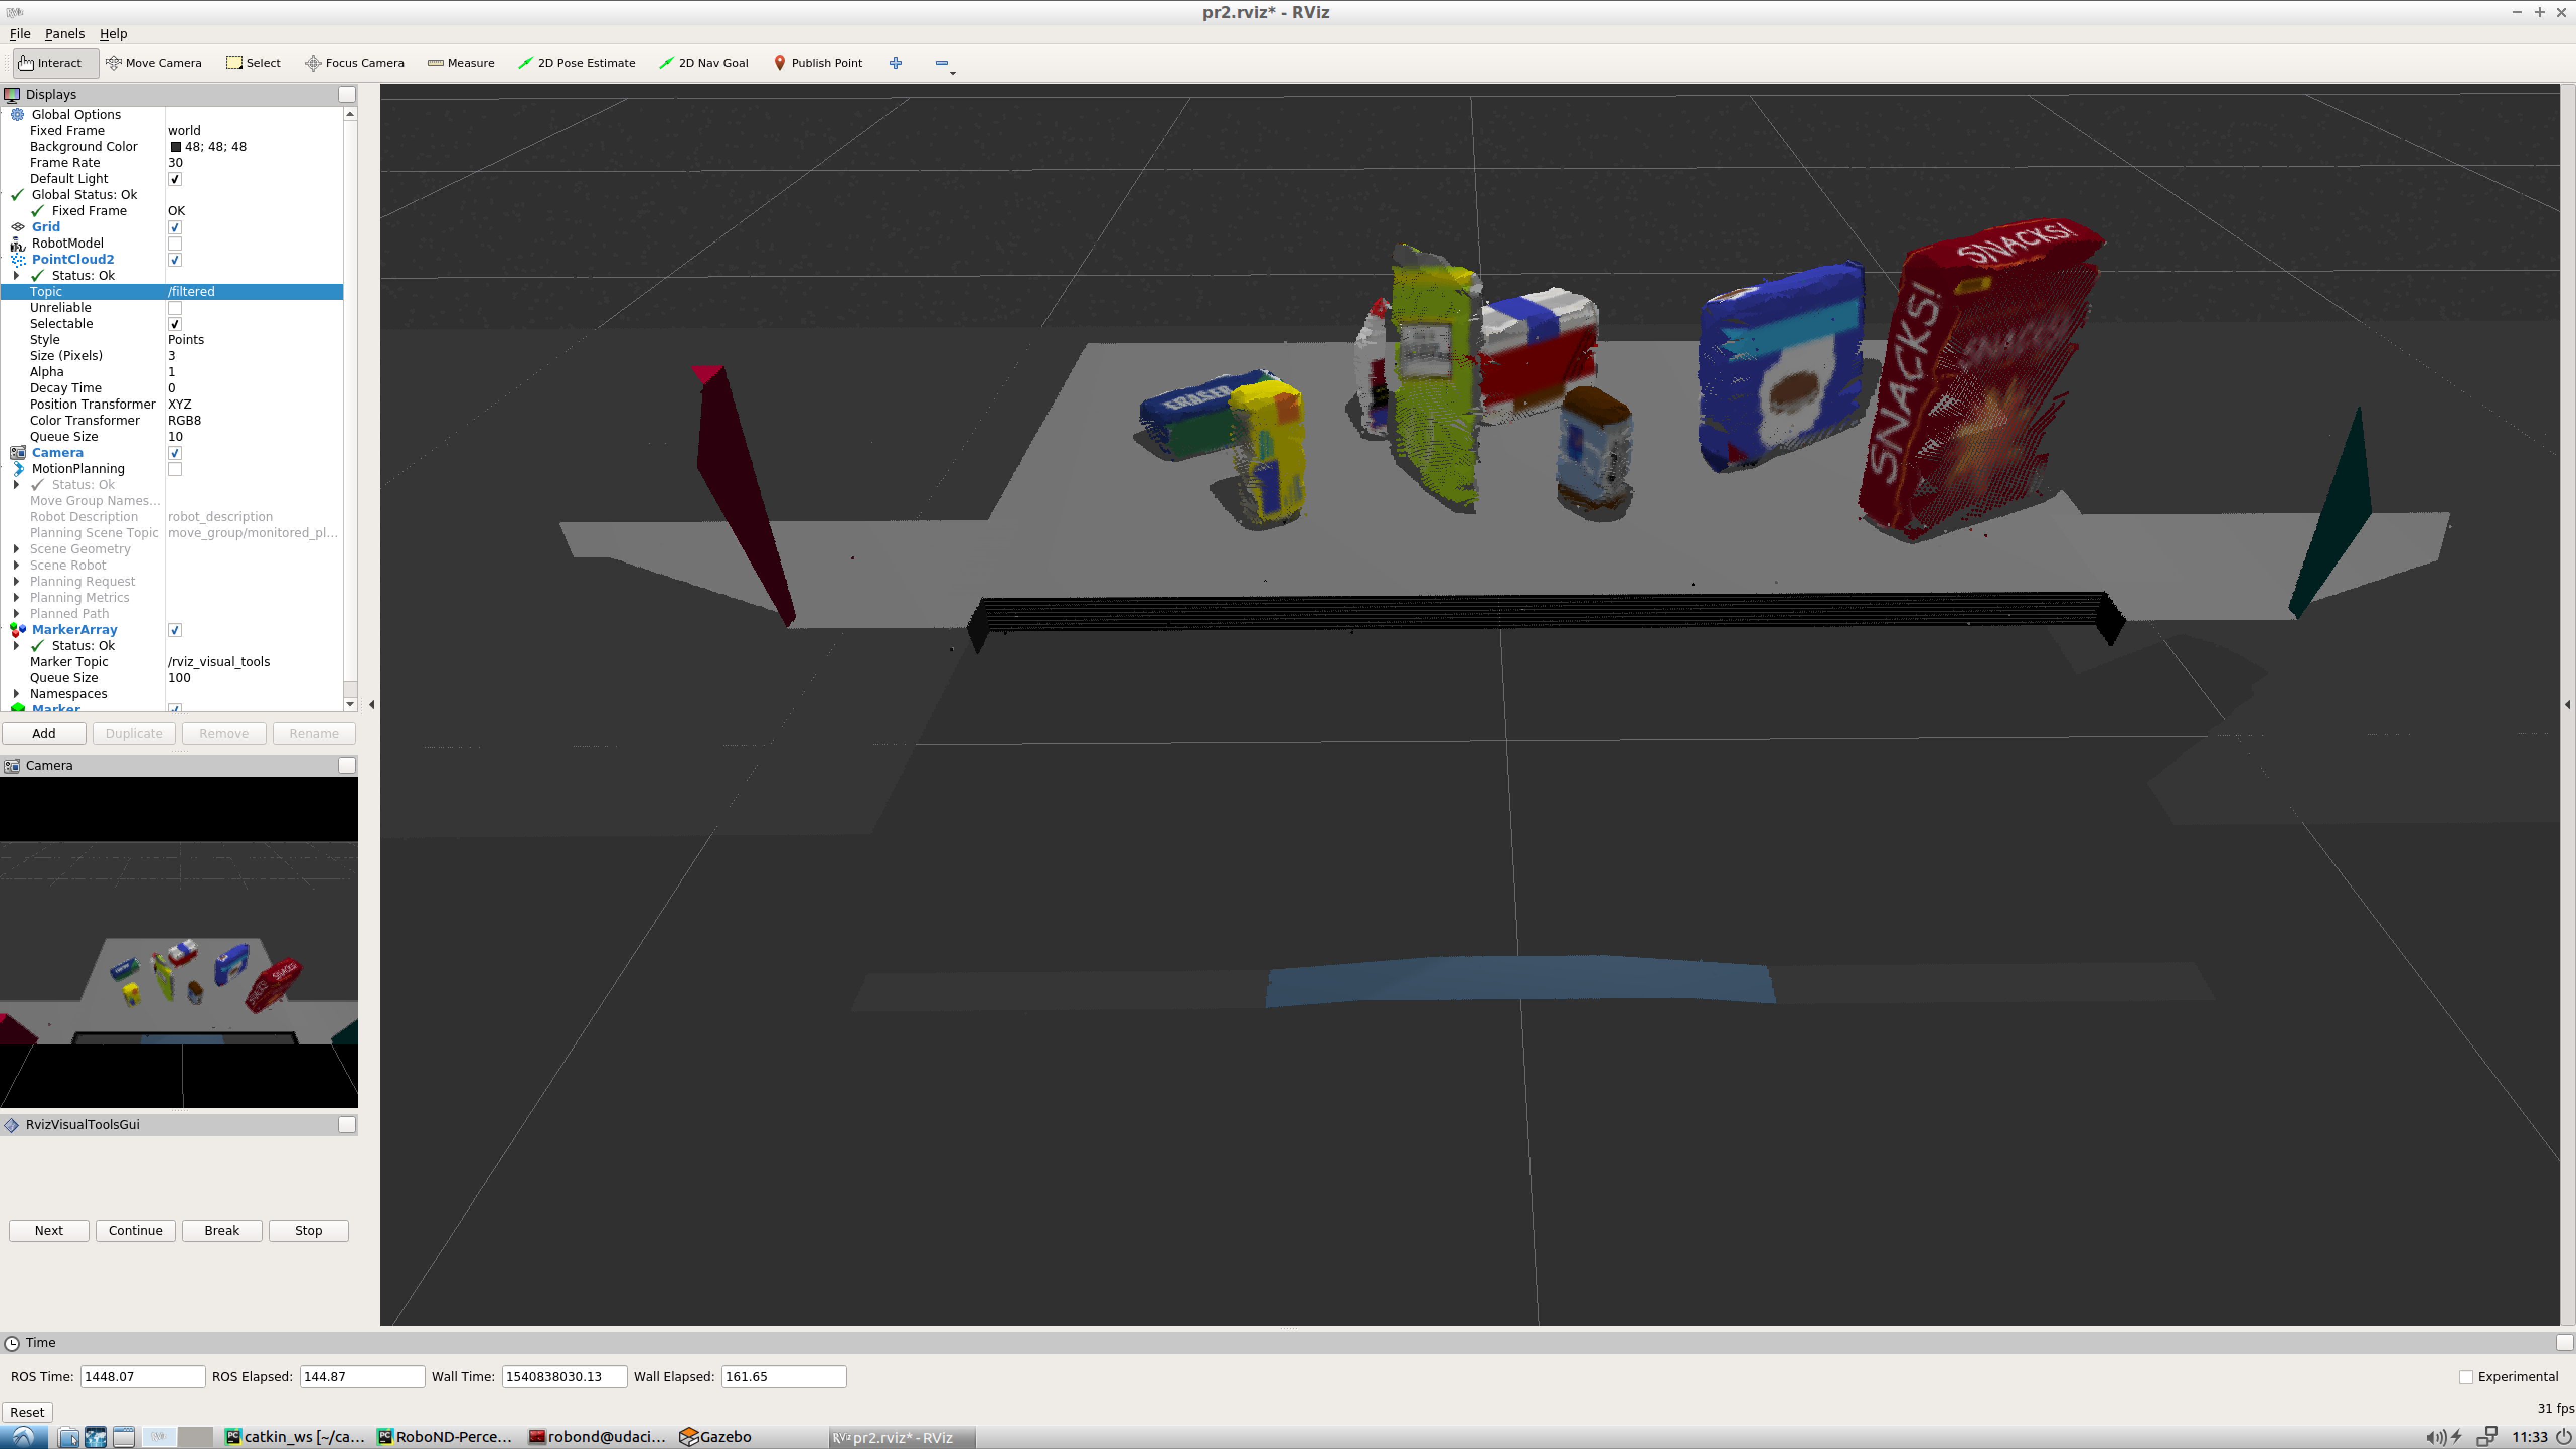 pr2.rviz* - RViz
File Panels Help
Interact Move Camera Select Focus Camera Measure 2D Pose Estimate 2D Nav Goal Publish Point
Displays
Global Options
Fixed Frame world
Background Color 48; 48; 48
Frame Rate 30
Default Light
Global Status: Ok
Fixed Frame OK
Grid
RobotModel
PointCloud2
Status: Ok
Topic /filtered
Unreliable
Selectable
Style Points
Size (Pixels) 3
Alpha 1
Decay Time 0
Position Transformer XYZ
Color Transformer RGB8
Queue Size 10
Camera
MotionPlanning
Status: Ok
Move Group Names...
Robot Description robot_description
Planning Scene Topic move_group/monitored_pl...
Scene Geometry
Scene Robot
Planning Request
Planning Metrics
Planned Path
MarkerArray
Status: Ok
Marker Topic /rviz_visual_tools
Queue Size 100
Namespaces
Marker
Add Duplicate Remove Rename
Camera
RvizVisualToolsGui
Next Continue Break Stop
ERASER
SNACKS!
SNACKS!
SNACKS!
Time
ROS Time: 1448.07 ROS Elapsed: 144.87 Wall Time: 1540838030.13 Wall Elapsed: 161.65 Experimental
Reset 31 fps
catkin_ws [~/ca... RoboND-Perce... robond@udaci... Gazebo pr2.rviz* - RViz 11:33